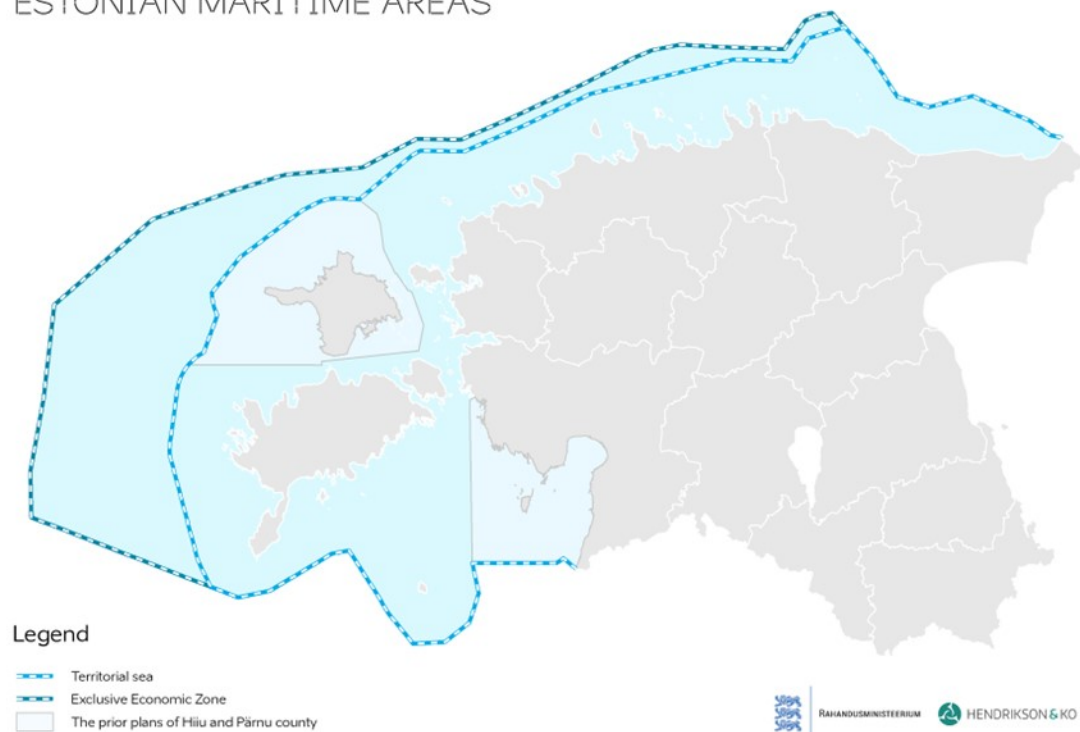 ESTONIAN MARITIME AREAS
Legend
Territorial sea
Exclusive Economic Zone
The prior plans of Hiiu and Pärnu county
RAHANDUSMINISTEERIUM
HENDRIKSON & KO